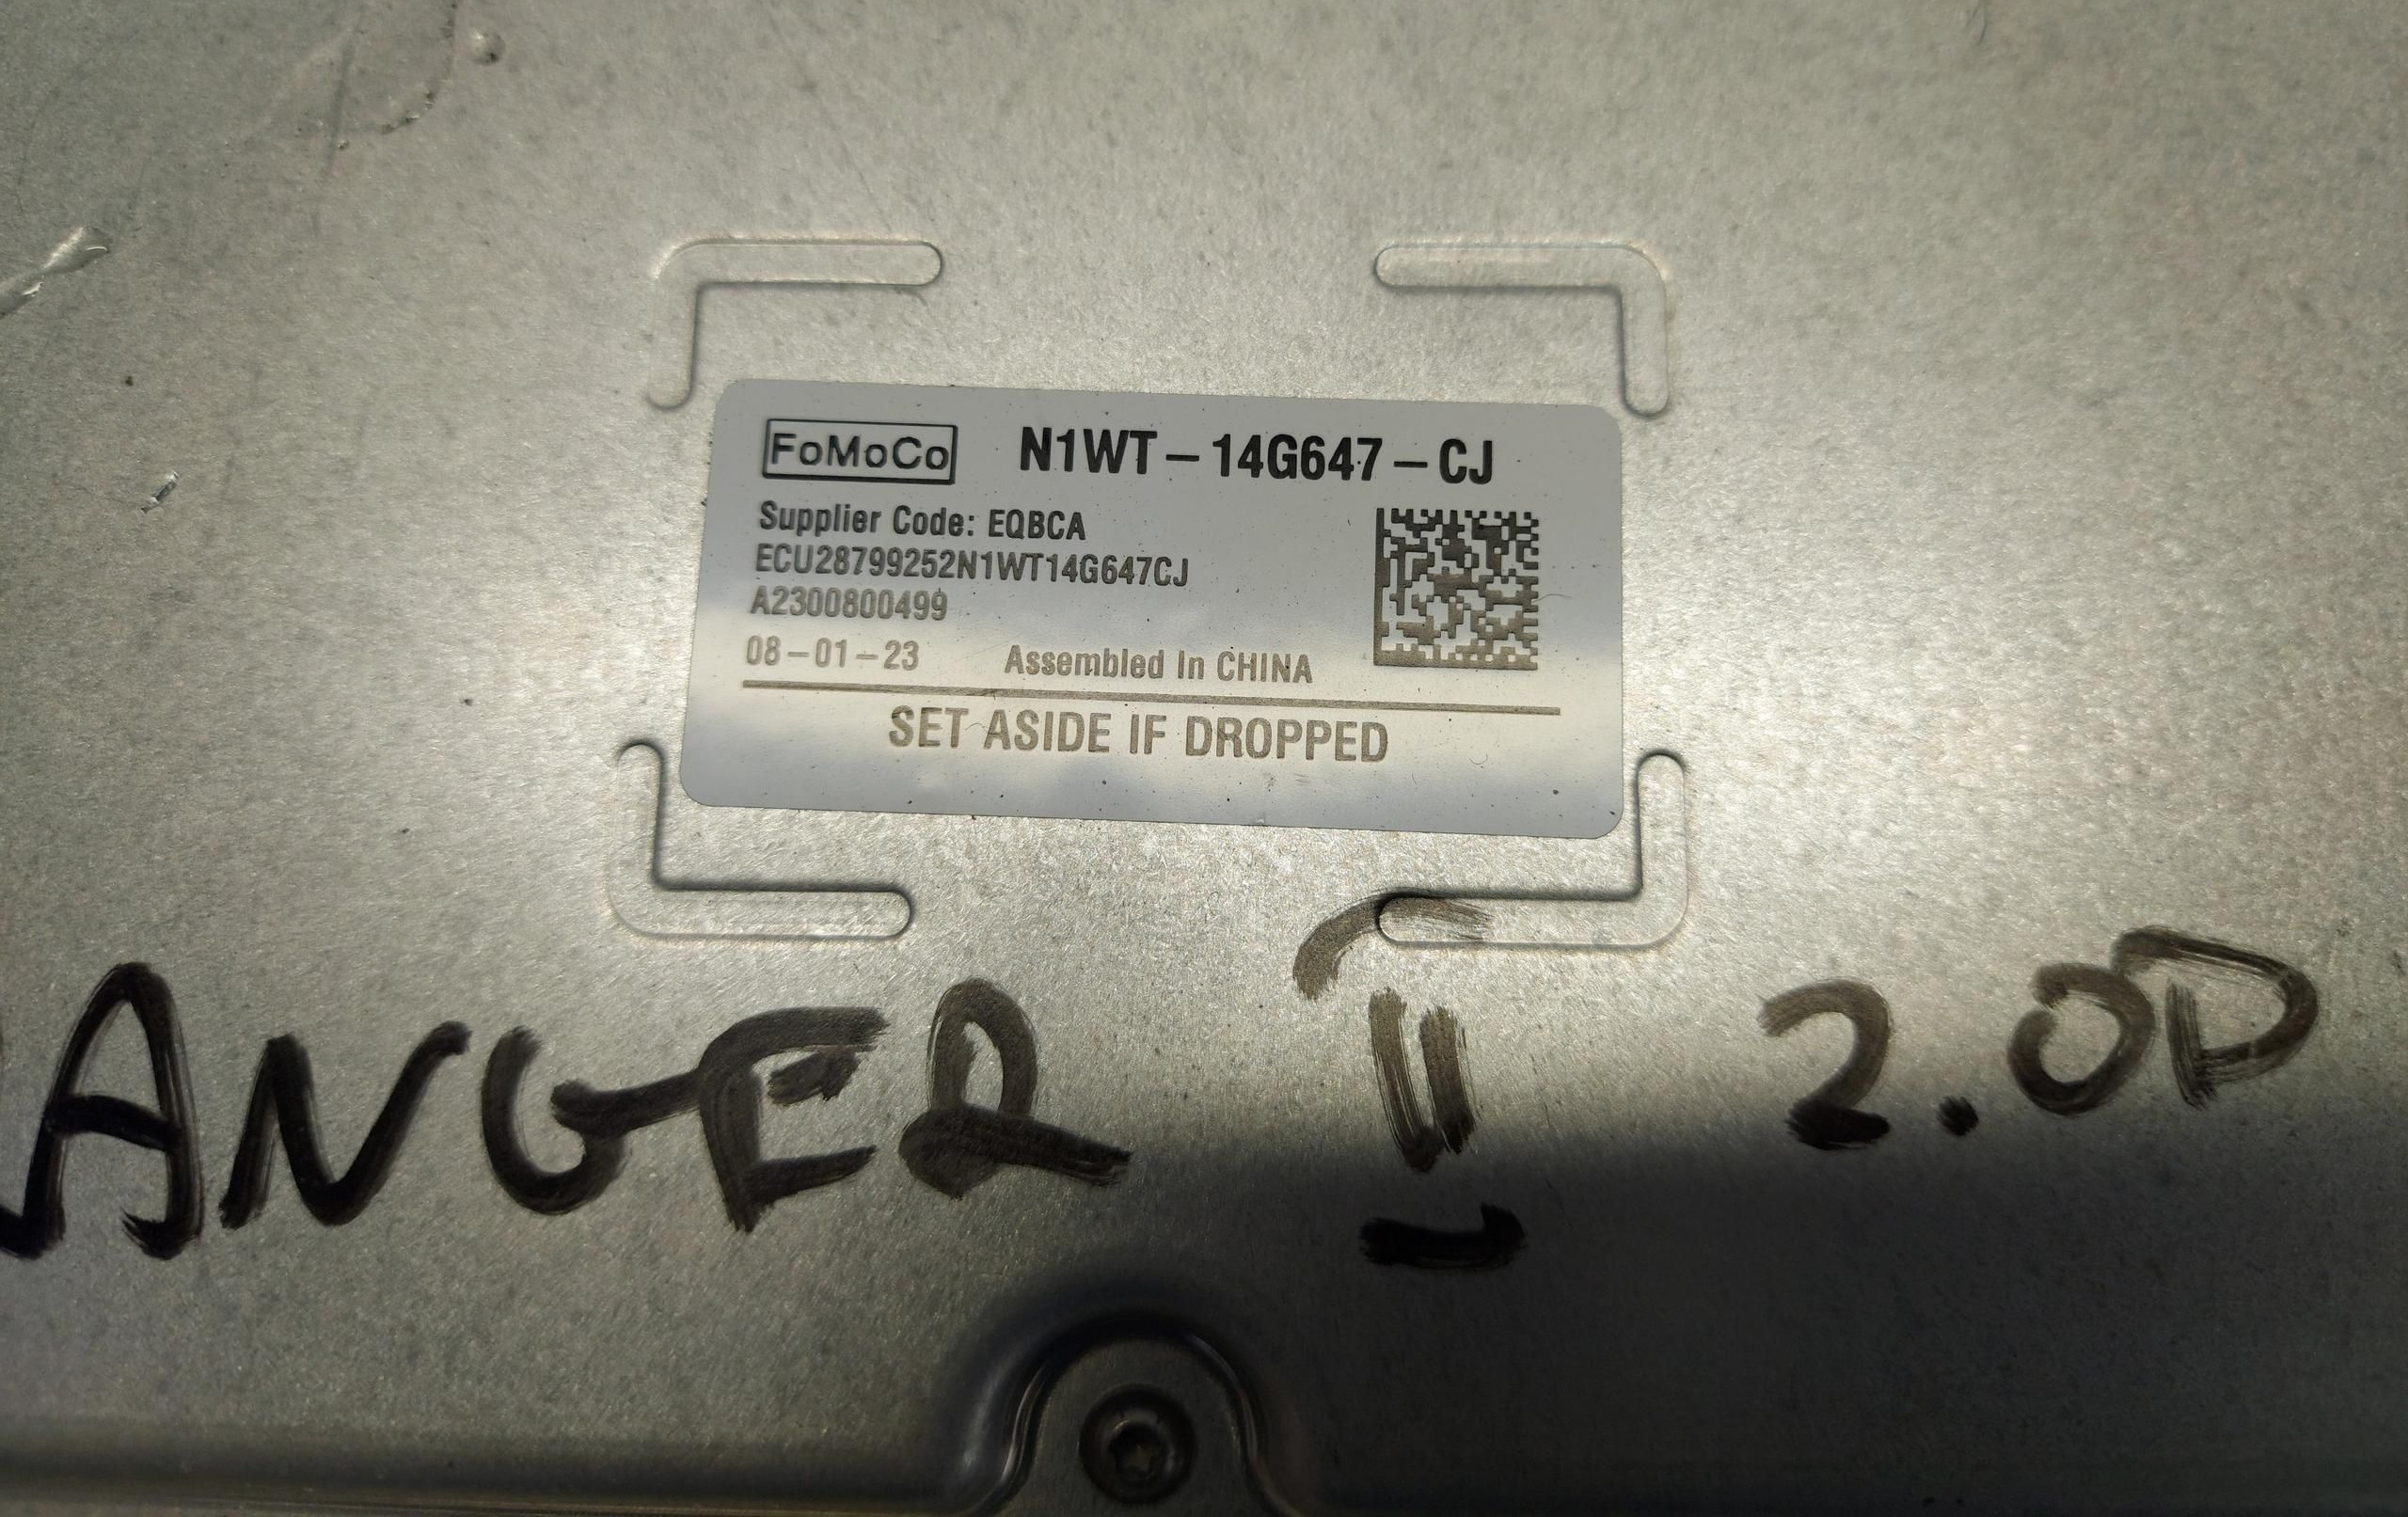 FoMoCo N1WT-14G647-CJ
Supplier Code: EQBCA
ECU28799252N1WT14G647CJ
A2300800499
08-01-23 Assembled In CHINA
SET ASIDE IF DROPPED
ANGER II 2.0D